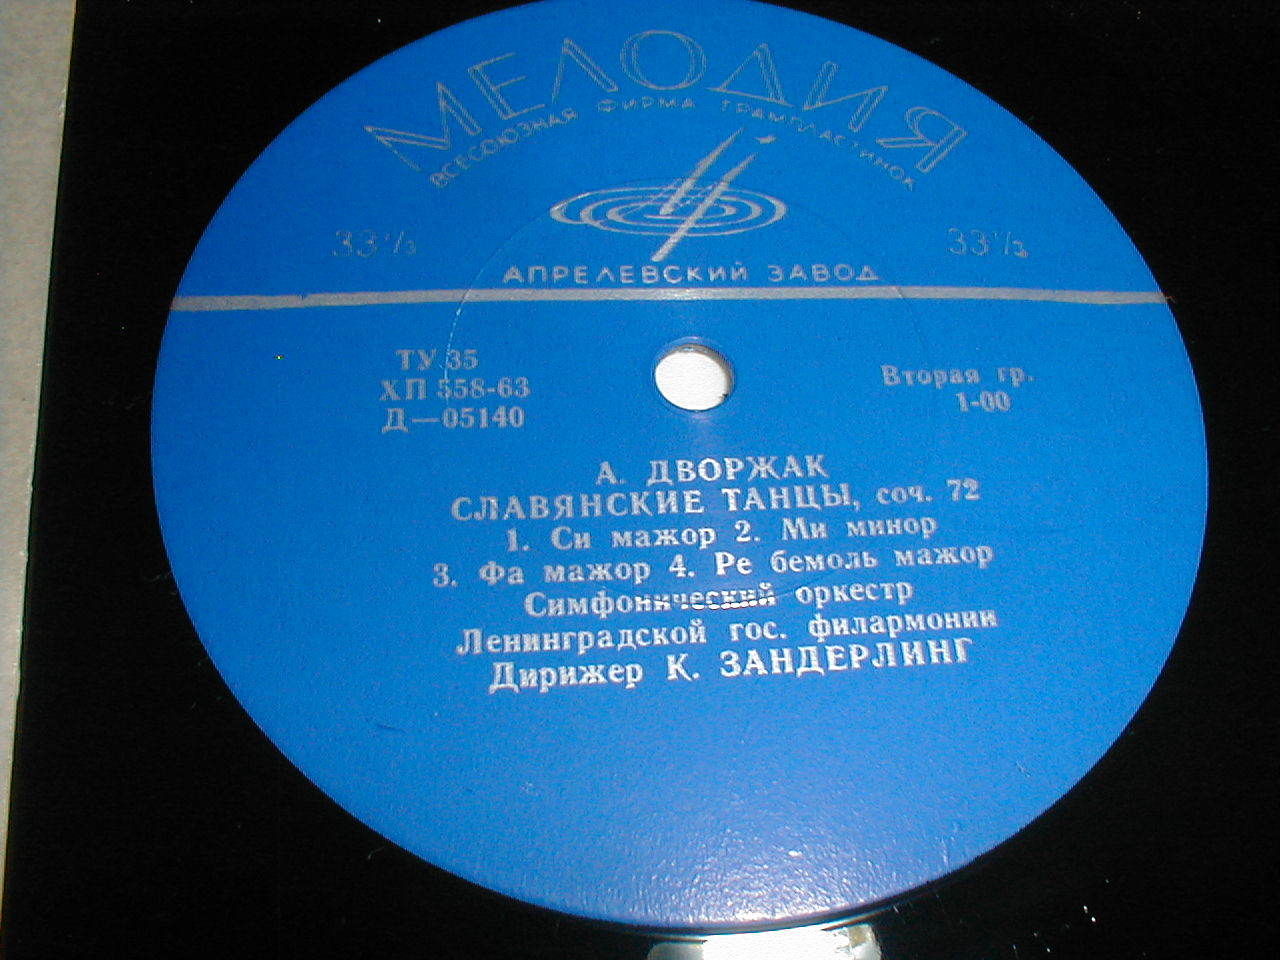 МЕЛОДИЯ
ВСЕСОЮЗНАЯ ФИРМА ГРАМПЛАСТИНОК
33⅓ 33⅓
АПРЕЛЕВСКИЙ ЗАВОД
ТУ 35
ХП 558-63
Д—05140
Вторая гр.
1-00
А. ДВОРЖАК
СЛАВЯНСКИЕ ТАНЦЫ, соч. 72
1. Си мажор 2. Ми минор
3. Фа мажор 4. Ре бемоль мажор
Симфонический оркестр
Ленинградской гос. филармонии
Дирижер К. ЗАНДЕРЛИНГ